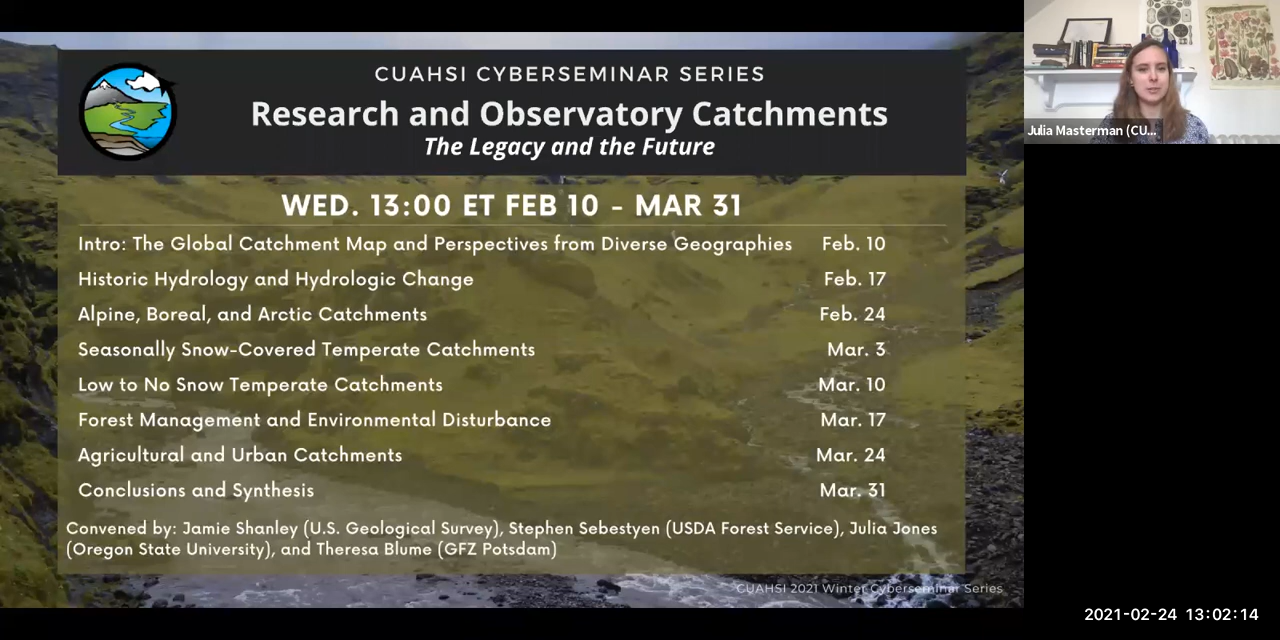 CUAHSI CYBERSEMINAR SERIES
Research and Observatory Catchments
The Legacy and the Future
WED. 13:00 ET FEB 10 - MAR 31
Intro: The Global Catchment Map and Perspectives from Diverse Geographies Feb. 10
Historic Hydrology and Hydrologic Change Feb. 17
Alpine, Boreal, and Arctic Catchments Feb. 24
Seasonally Snow-Covered Temperate Catchments Mar. 3
Low to No Snow Temperate Catchments Mar. 10
Forest Management and Environmental Disturbance Mar. 17
Agricultural and Urban Catchments Mar. 24
Conclusions and Synthesis Mar. 31
Convened by: Jamie Shanley (U.S. Geological Survey), Stephen Sebestyen (USDA Forest Service), Julia Jones
(Oregon State University), and Theresa Blume (GFZ Potsdam)
CUAHSI 2021 Winter Cyberseminar Series
Julia Masterman (CU...
2021-02-24 13:02:14